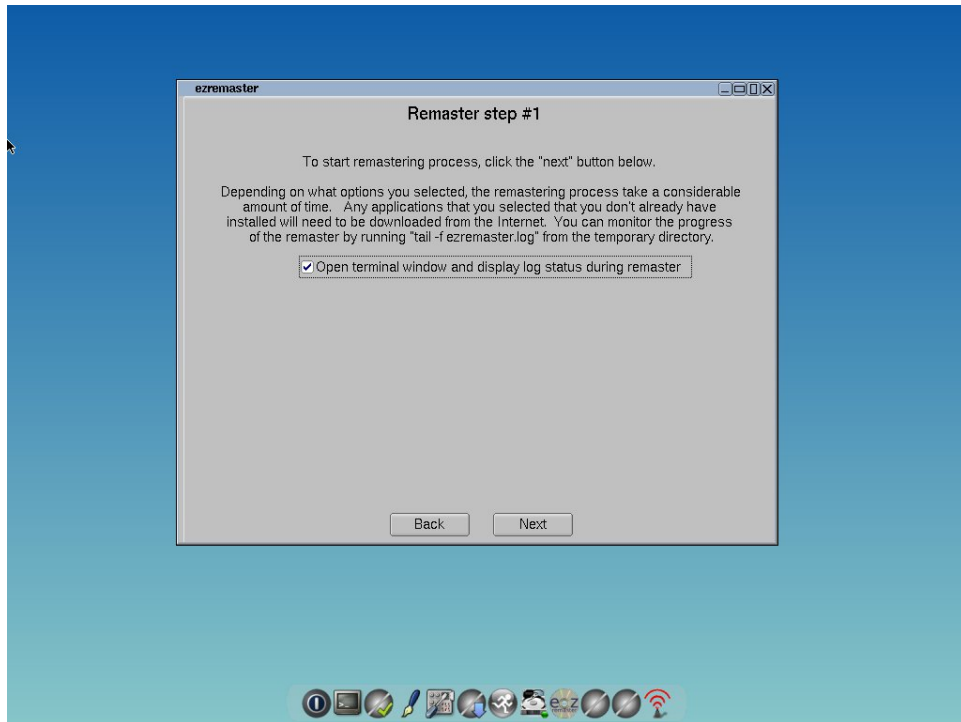 ezremaster
Remaster step #1
To start remastering process, click the "next" button below.
Depending on what options you selected, the remastering process take a considerable
amount of time. Any applications that you selected that you don't already have
installed will need to be downloaded from the Internet. You can monitor the progress
of the remaster by running "tail -f ezremaster.log" from the temporary directory.
Open terminal window and display log status during remaster
Back
Next